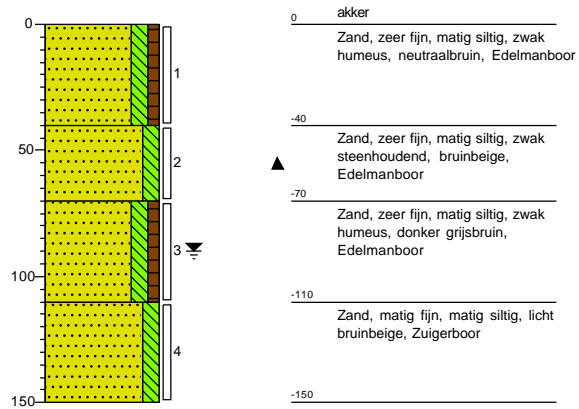 akker
0
0
Zand, zeer fijn, matig siltig, zwak
humeus, neutraalbruin, Edelmanboor
1
-40
Zand, zeer fijn, matig siltig, zwak
steenhoudend, bruinbeige,
Edelmanboor
50
2
-70
Zand, zeer fijn, matig siltig, zwak
humeus, donker grijsbruin,
Edelmanboor
3
100
-110
Zand, matig fijn, matig siltig, licht
bruinbeige, Zuigerboor
4
150
-150